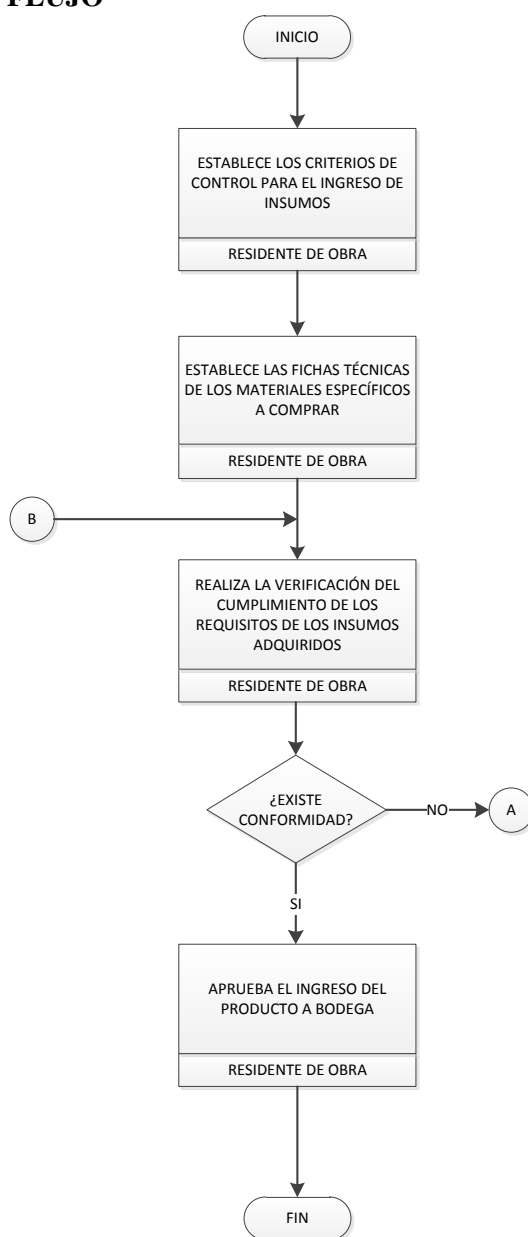 FLUJO
INICIO
ESTABLECE LOS CRITERIOS DE
CONTROL PARA EL INGRESO DE
INSUMOS
RESIDENTE DE OBRA
ESTABLECE LAS FICHAS TÉCNICAS
DE LOS MATERIALES ESPECÍFICOS
A COMPRAR
RESIDENTE DE OBRA
B
REALIZA LA VERIFICACIÓN DEL
CUMPLIMIENTO DE LOS
REQUISITOS DE LOS INSUMOS
ADQUIRIDOS
RESIDENTE DE OBRA
¿EXISTE
CONFORMIDAD?
NO
A
SI
APRUEBA EL INGRESO DEL
PRODUCTO A BODEGA
RESIDENTE DE OBRA
FIN